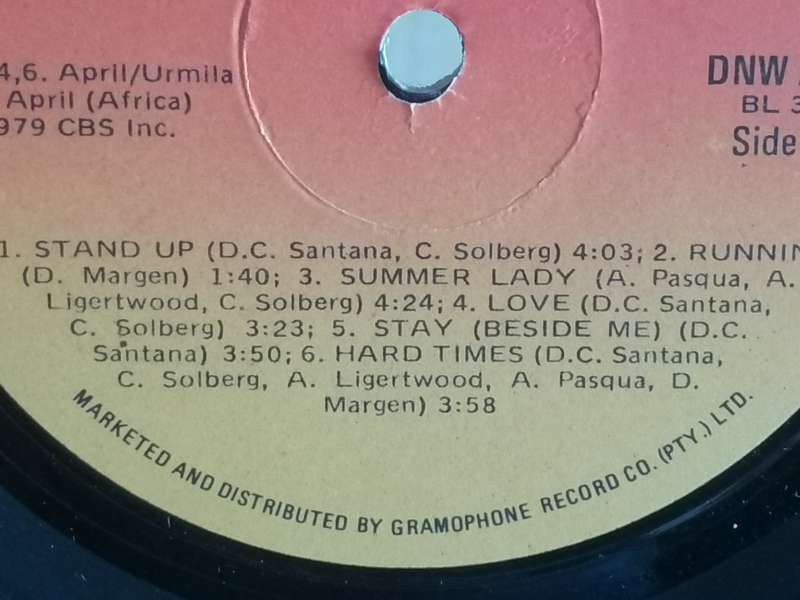 4,6. April/Urmila
April (Africa)
979 CBS Inc.
DNW
BL 3
Side
1. STAND UP (D.C. Santana, C. Solberg) 4:03; 2. RUNNIN
(D. Margen) 1:40; 3. SUMMER LADY (A. Pasqua, A.
Ligertwood, C. Solberg) 4:24; 4. LOVE (D.C. Santana,
C. Solberg) 3:23; 5. STAY (BESIDE ME) (D.C.
Santana) 3:50; 6. HARD TIMES (D.C. Santana,
C. Solberg, A. Ligertwood, A. Pasqua, D.
Margen) 3:58
MARKETED AND DISTRIBUTED BY GRAMOPHONE RECORD CO. (PTY.) LTD.